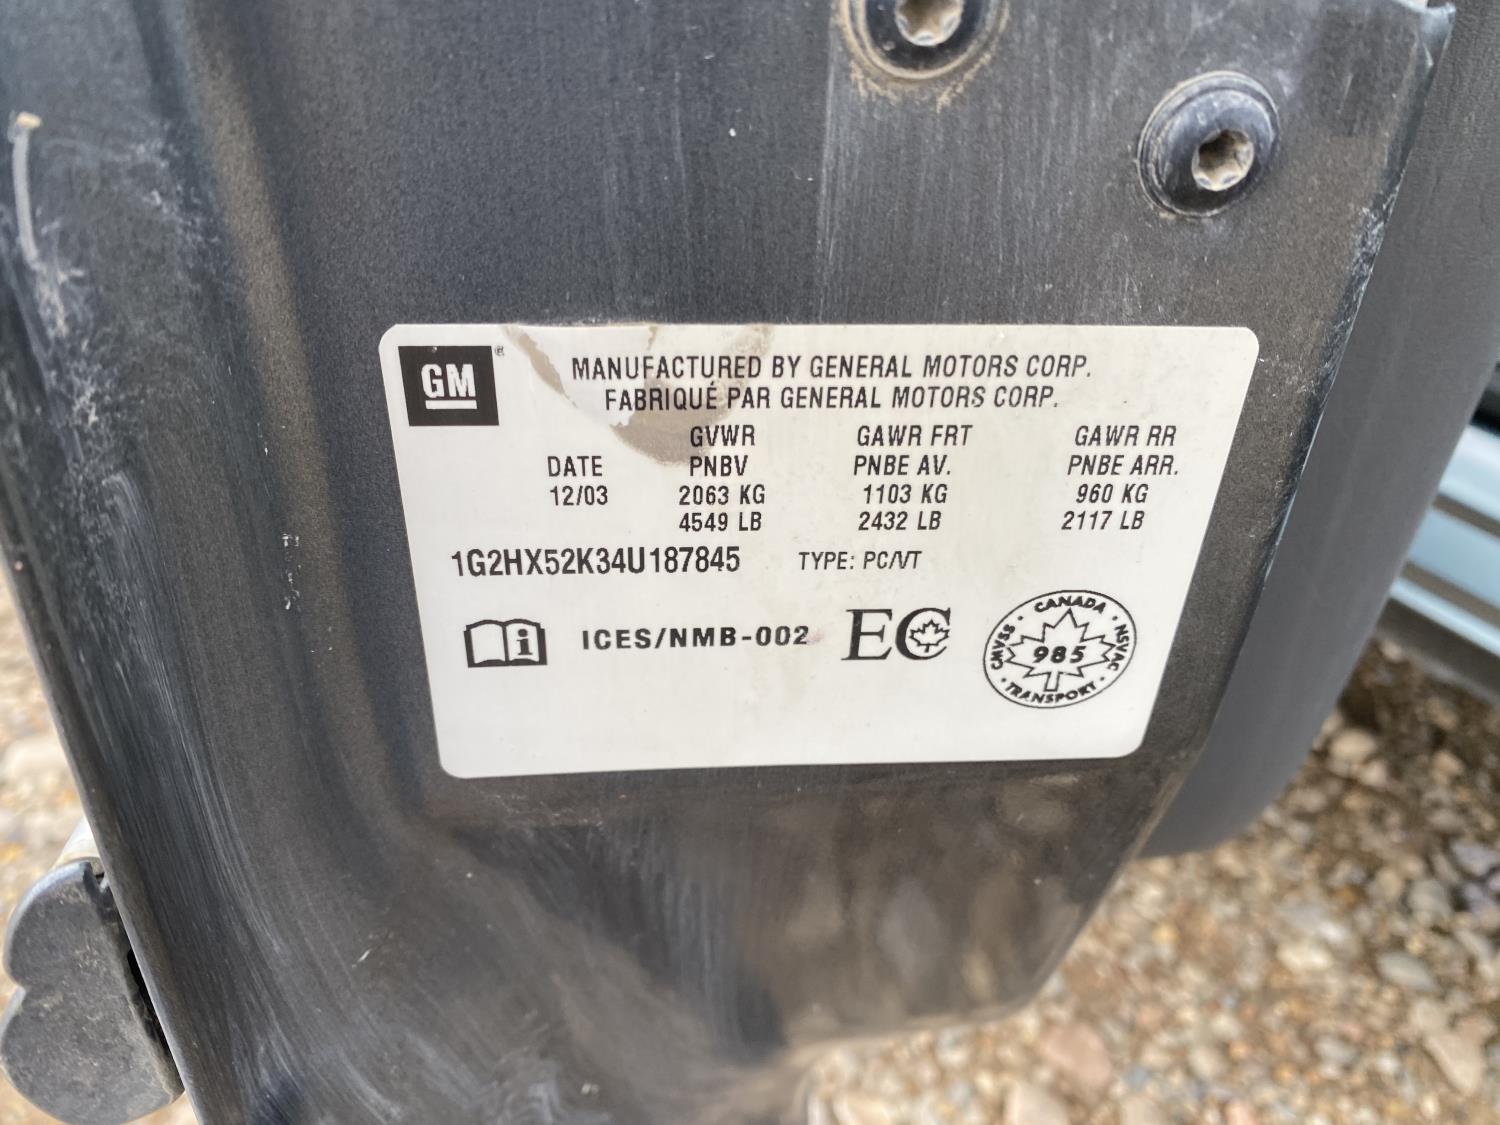 GM®
MANUFACTURED BY GENERAL MOTORS CORP.
FABRIQUÉ PAR GENERAL MOTORS CORP.
GVWR GAWR FRT GAWR RR
DATE PNBV PNBE AV. PNBE ARR.
12/03 2063 KG 1103 KG 960 KG
4549 LB 2432 LB 2117 LB
1G2HX52K34U187845 TYPE: PC/VT
i ICES/NMB-002 EC
CANADA
CMVSS 985 NSVAC
TRANSPORT